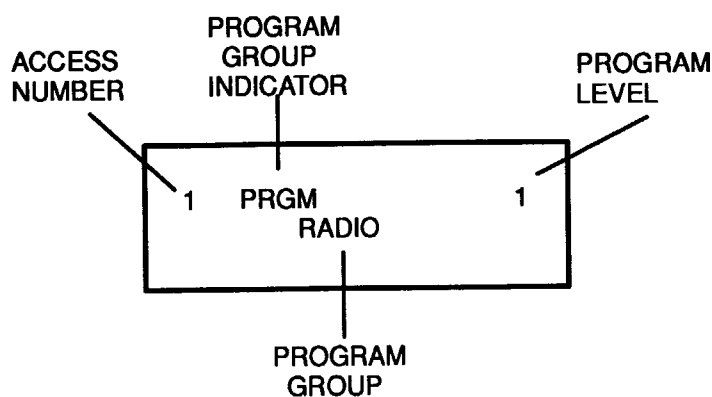 PROGRAM
GROUP
INDICATOR
ACCESS
NUMBER
PROGRAM
LEVEL
1 PRGM 1
RADIO
PROGRAM
GROUP